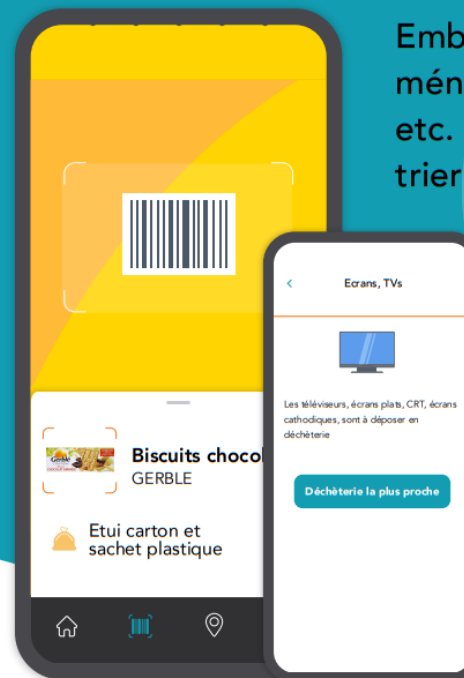 Emb
mén
etc.
trier
Ecrans, TVs
Les téléviseurs, écrans plats, CRT, écrans
cathodiques, sont à déposer en
déchèterie
Déchèterie la plus proche
Gerblé
Biscuits chocol
GERBLE
Etui carton et
sachet plastique